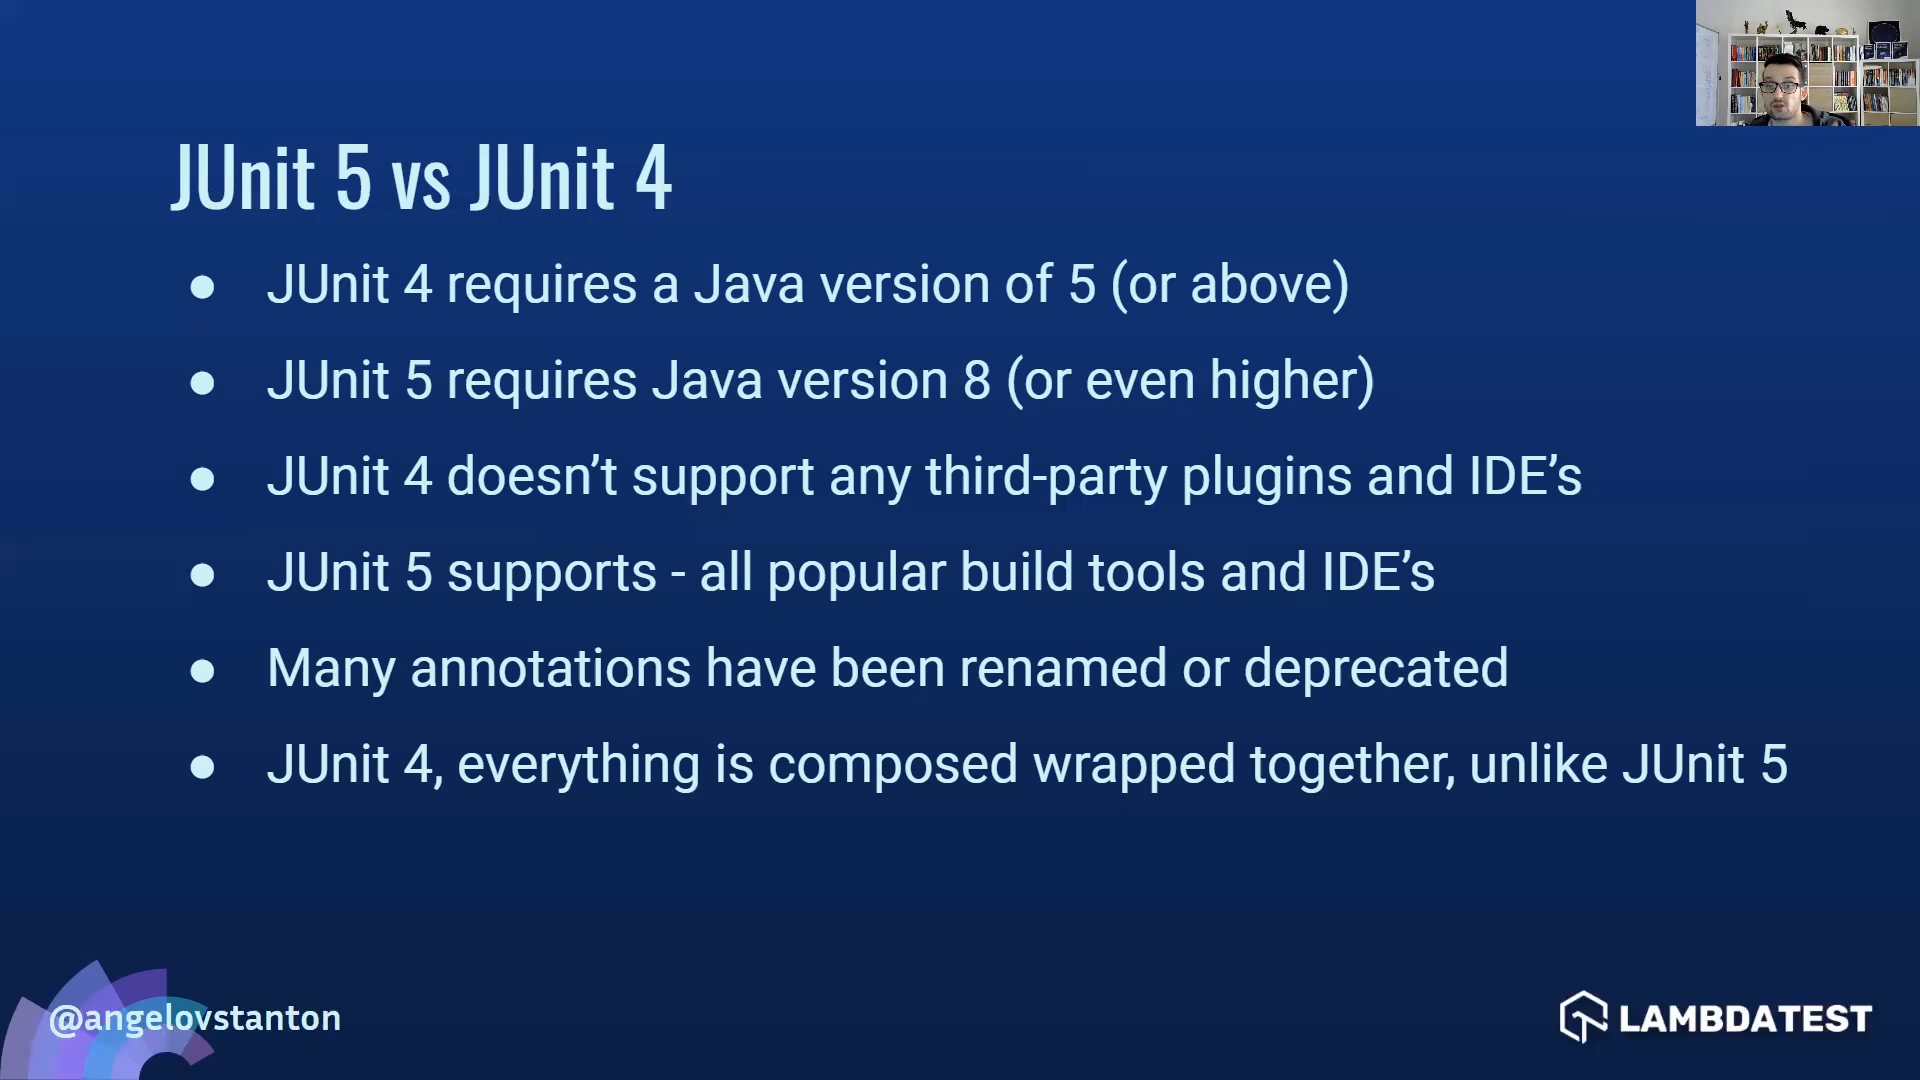 JUnit 5 vs JUnit 4
● JUnit 4 requires a Java version of 5 (or above)
● JUnit 5 requires Java version 8 (or even higher)
● JUnit 4 doesn’t support any third-party plugins and IDE’s
● JUnit 5 supports - all popular build tools and IDE’s
● Many annotations have been renamed or deprecated
● JUnit 4, everything is composed wrapped together, unlike JUnit 5
@angelovstanton
LAMBDATEST